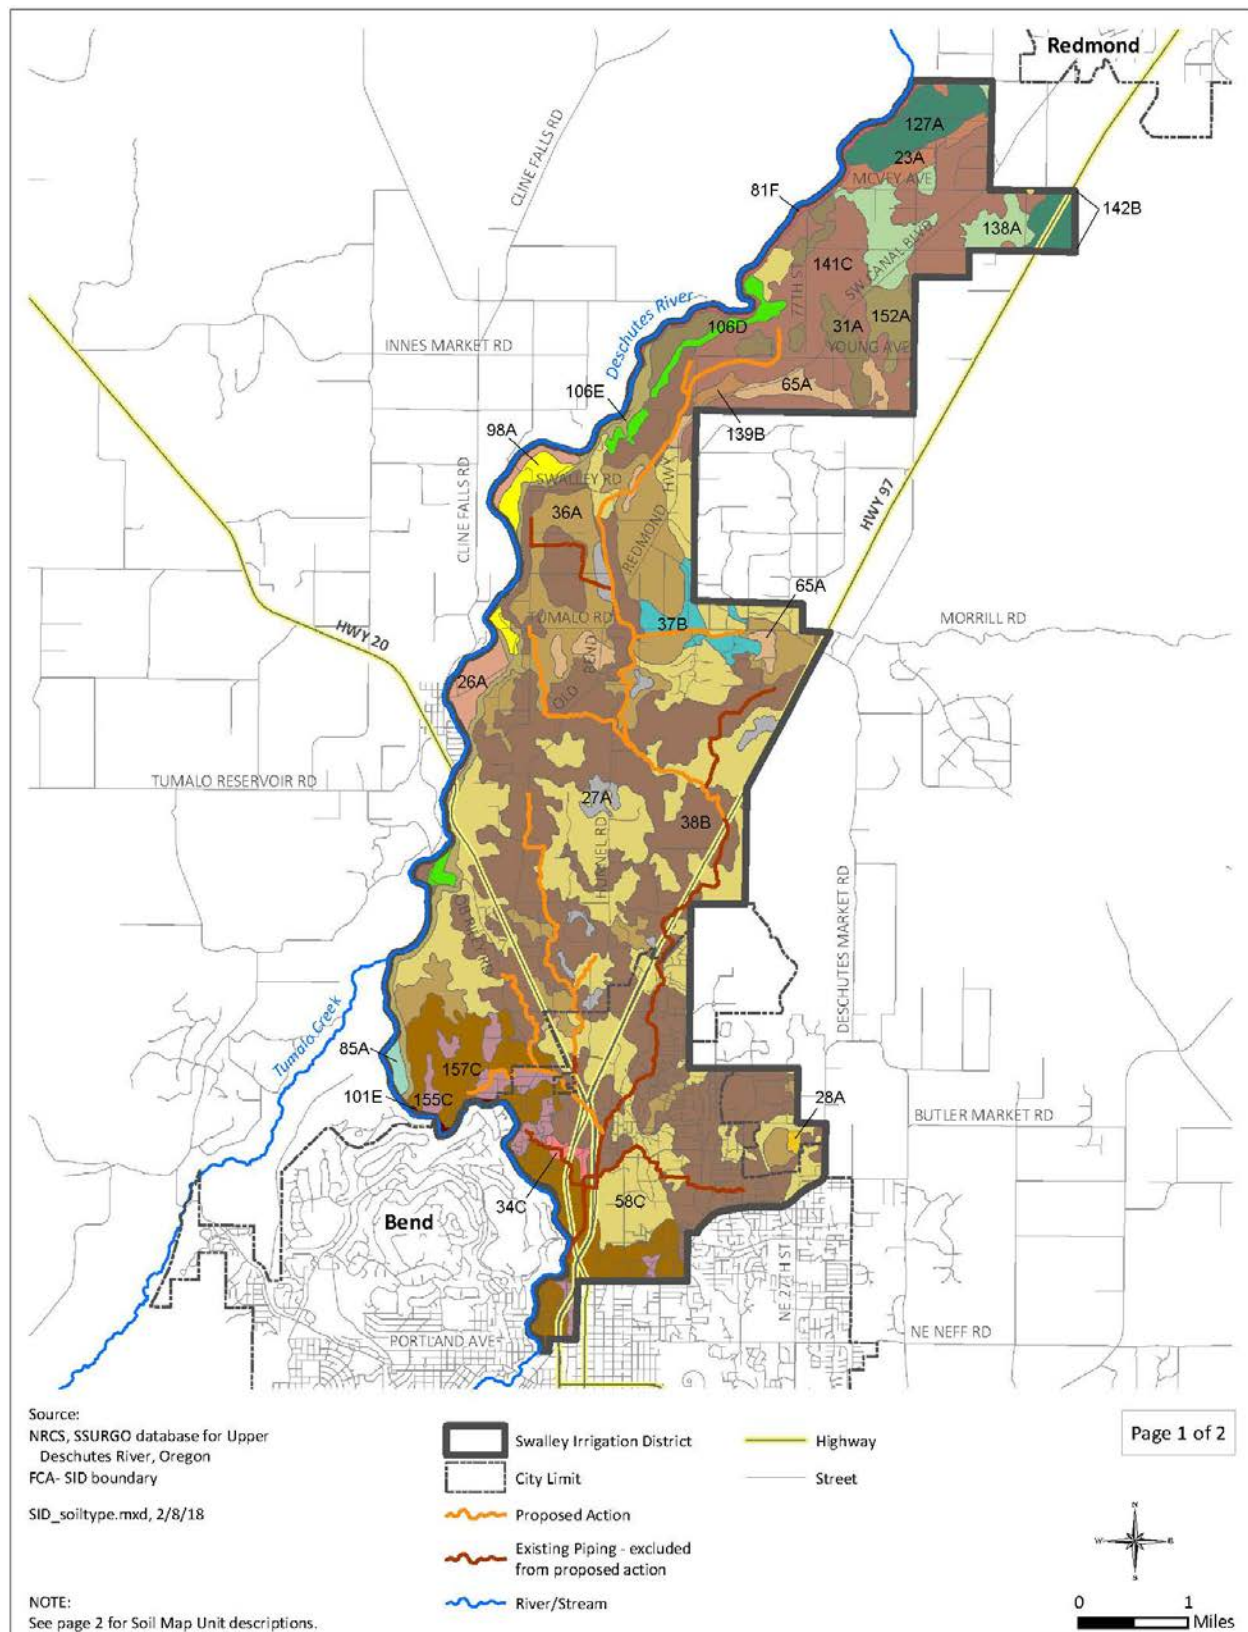 Redmond
127A
23A
MCVEY AVE
CLINE FALLS RD
81F
142B
138A
141C
SW CANAL BLVD
77TH ST
Deschutes River
106D
31A
152A
YOUNG AVE
INNES MARKET RD
65A
106E
139B
98A
SWALLEY RD
HWY 97
CLINE FALLS RD
36A
REDMOND
HWY
65A
TUMALO RD
37B
MORRILL RD
HWY 20
OLD
BEND
26A
TUMALO RESERVOIR RD
27A
38B
HUNNEL RD
DESCHUTES MARKET RD
OB RILEY RD
Tumalo Creek
85A
157C
101E
155C
28A
BUTLER MARKET RD
34C
58C
Bend
NE 27TH ST
PORTLAND AVE
NE NEFF RD
Source:
NRCS, SSURGO database for Upper
Deschutes River, Oregon
FCA- SID boundary
SID_soiltype.mxd, 2/8/18
NOTE:
See page 2 for Soil Map Unit descriptions.
Swalley Irrigation District
City Limit
Proposed Action
Existing Piping - excluded
from proposed action
River/Stream
Highway
Street
Page 1 of 2
N
W E
S
0 1
Miles